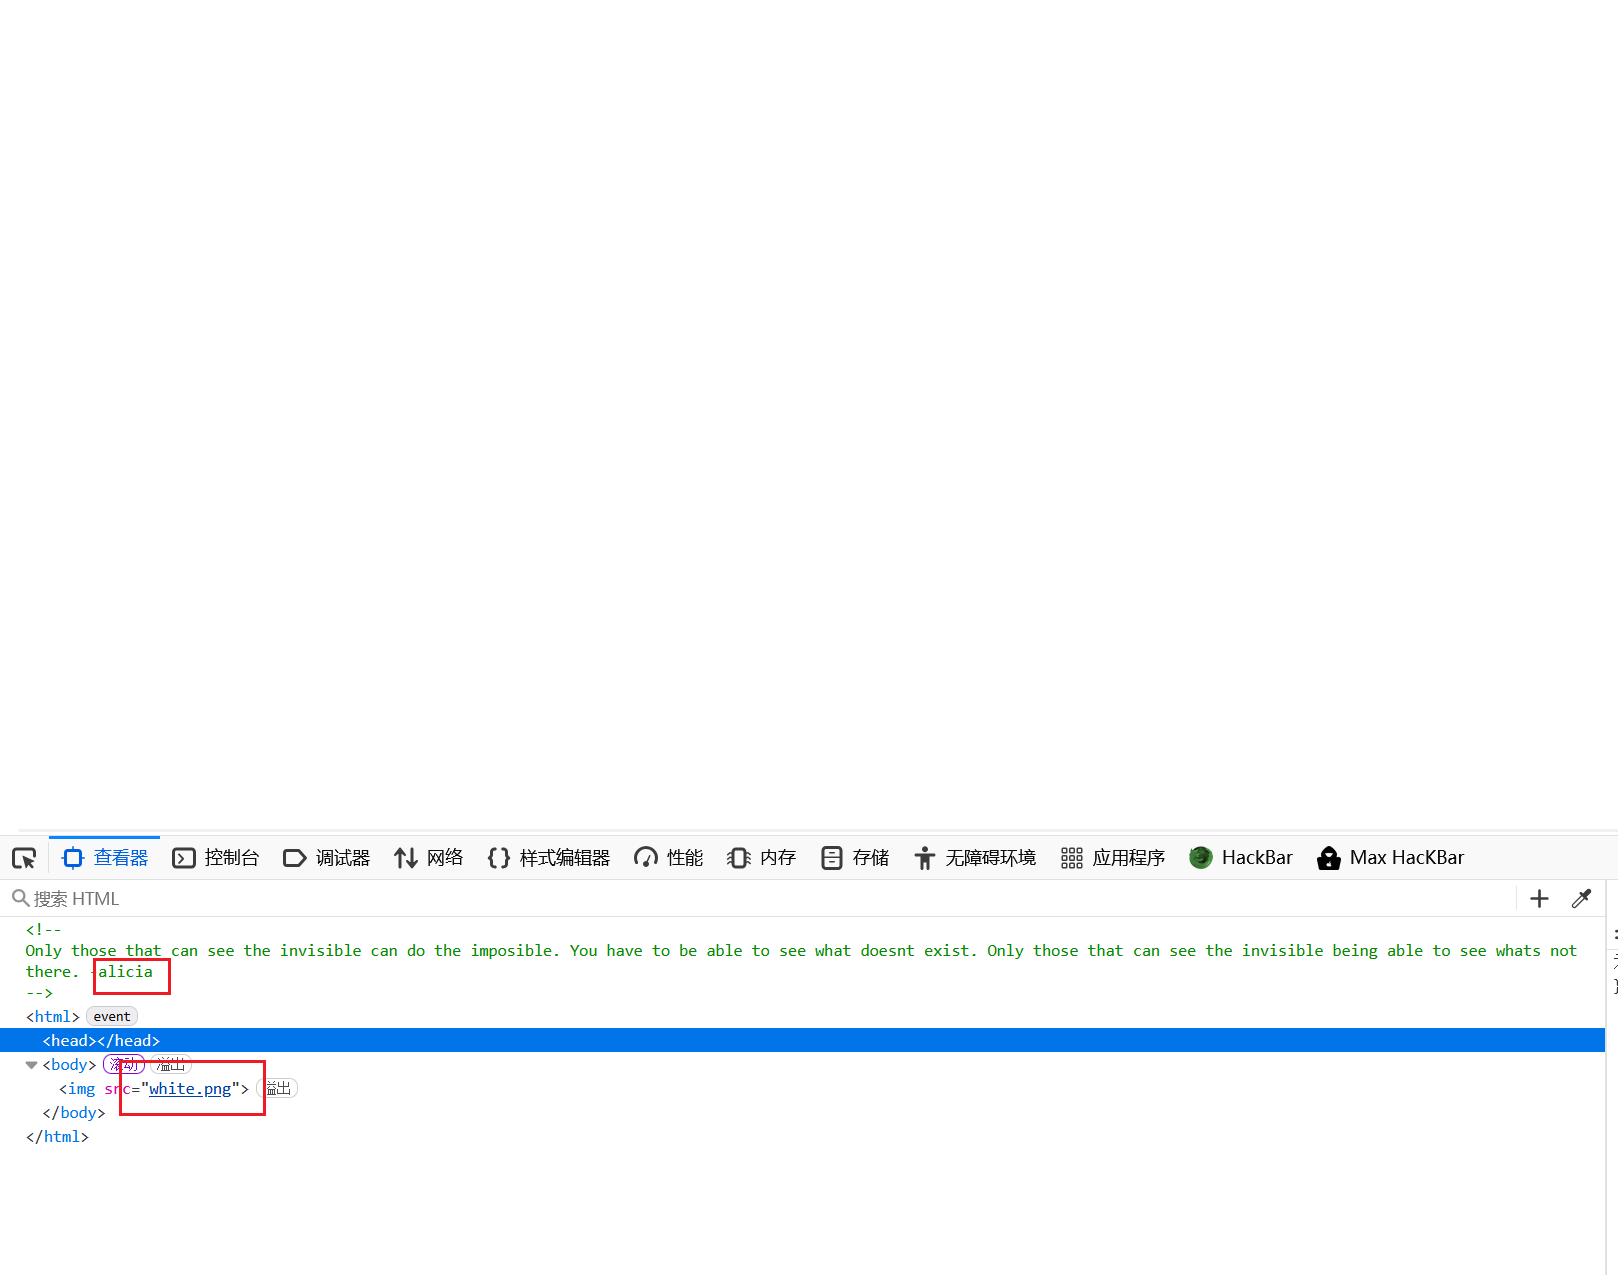 查看器 控制台 调试器 网络 样式编辑器 性能 内存 存储 无障碍环境 应用程序 HackBar Max HacKBar
搜索 HTML
<!--
Only those that can see the invisible can do the imposible. You have to be able to see what doesnt exist. Only those that can see the invisible being able to see whats not
there. -alicia
-->
<html> event
<head></head>
<body> 滚动 溢出
<img src="white.png"> 溢出
</body>
</html>